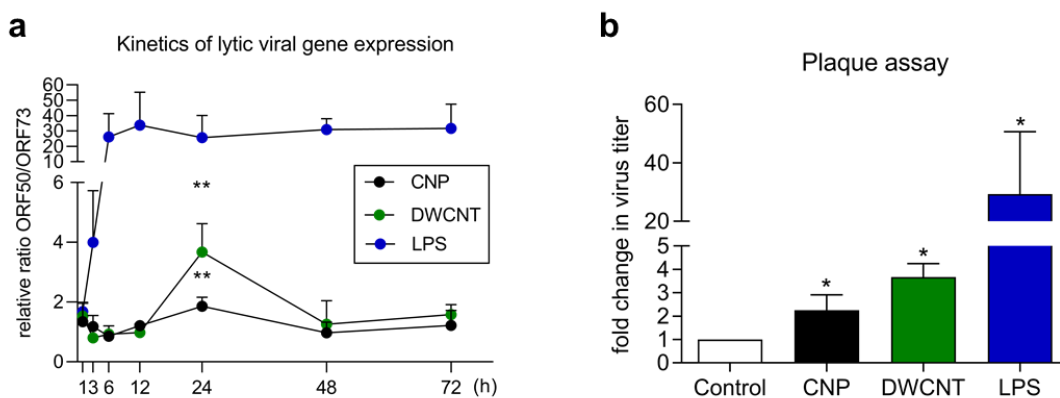 a
Kinetics of lytic viral gene expression
relative ratio ORF50/ORF73
60
50
40
30
20
10
6
4
2
0
**
**
CNP
DWCNT
LPS
1 3 6 12 24 48 72 (h)
b
Plaque assay
fold change in virus titer
60
40
20
5
4
3
2
1
0
*
*
*
Control CNP DWCNT LPS